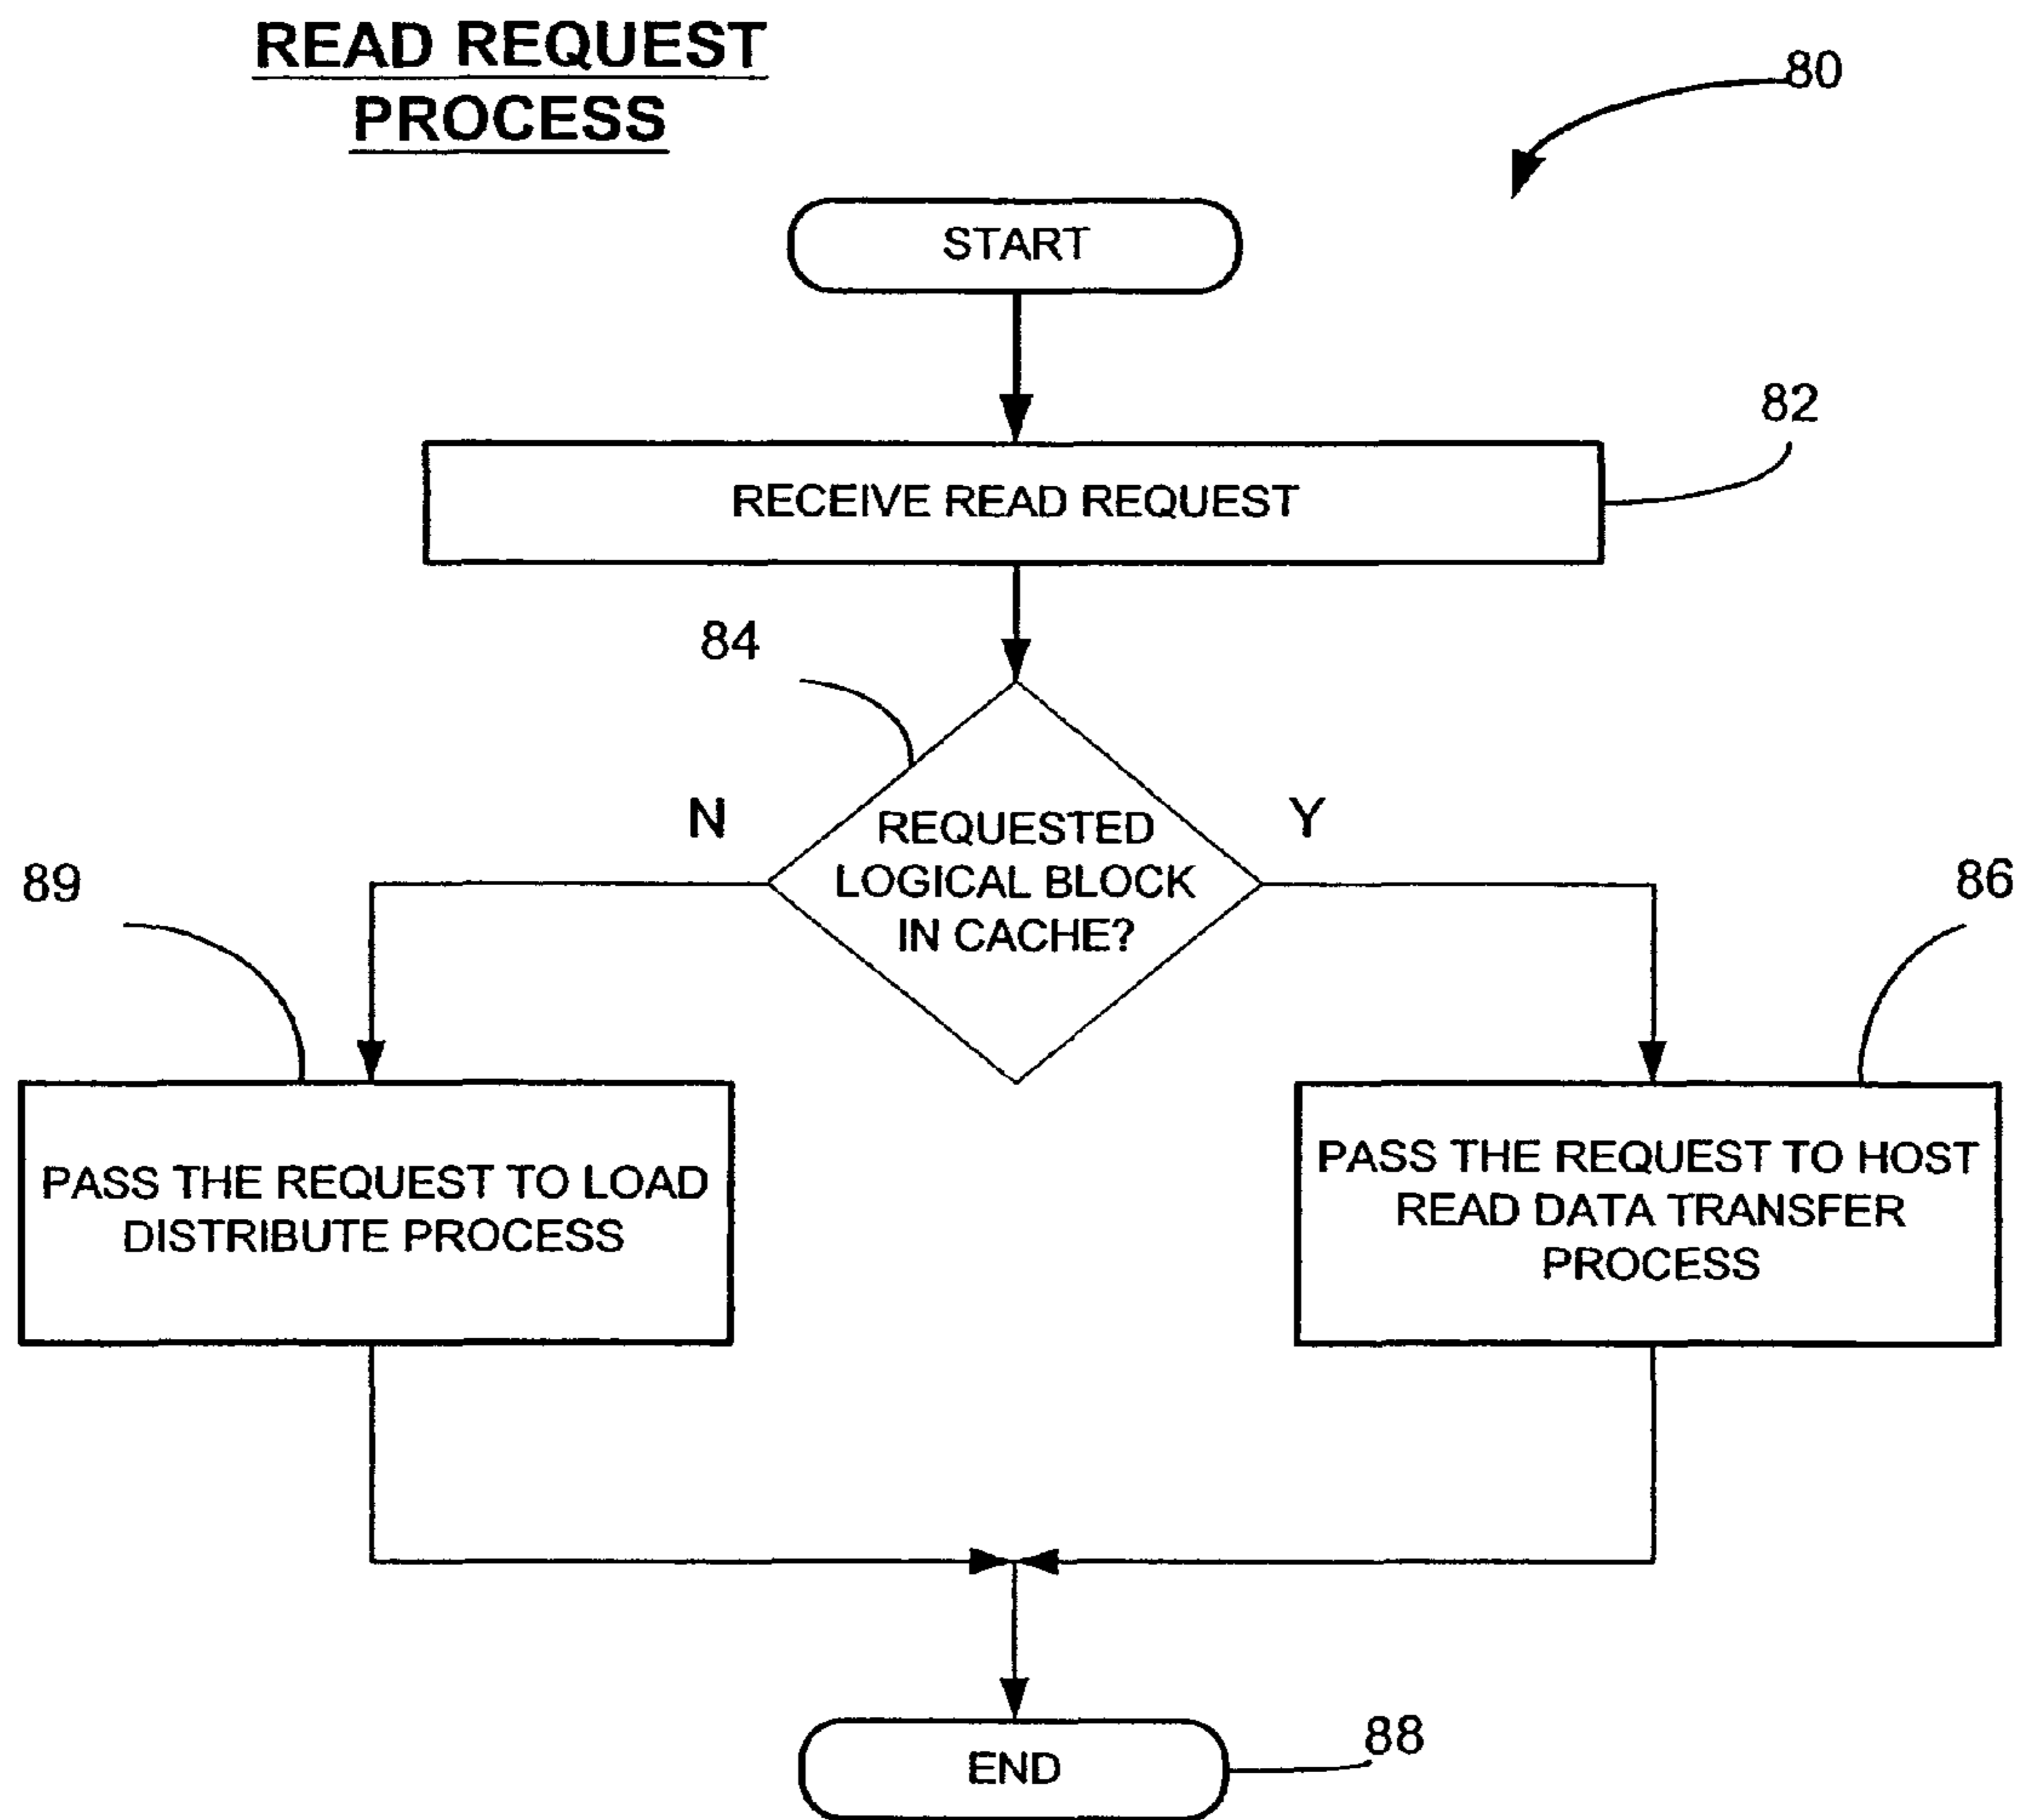 READ REQUEST
PROCESS
80
START
82
RECEIVE READ REQUEST
84
N
REQUESTED
LOGICAL BLOCK
IN CACHE?
Y
89
86
PASS THE REQUEST TO LOAD
DISTRIBUTE PROCESS
PASS THE REQUEST TO HOST
READ DATA TRANSFER
PROCESS
END
88